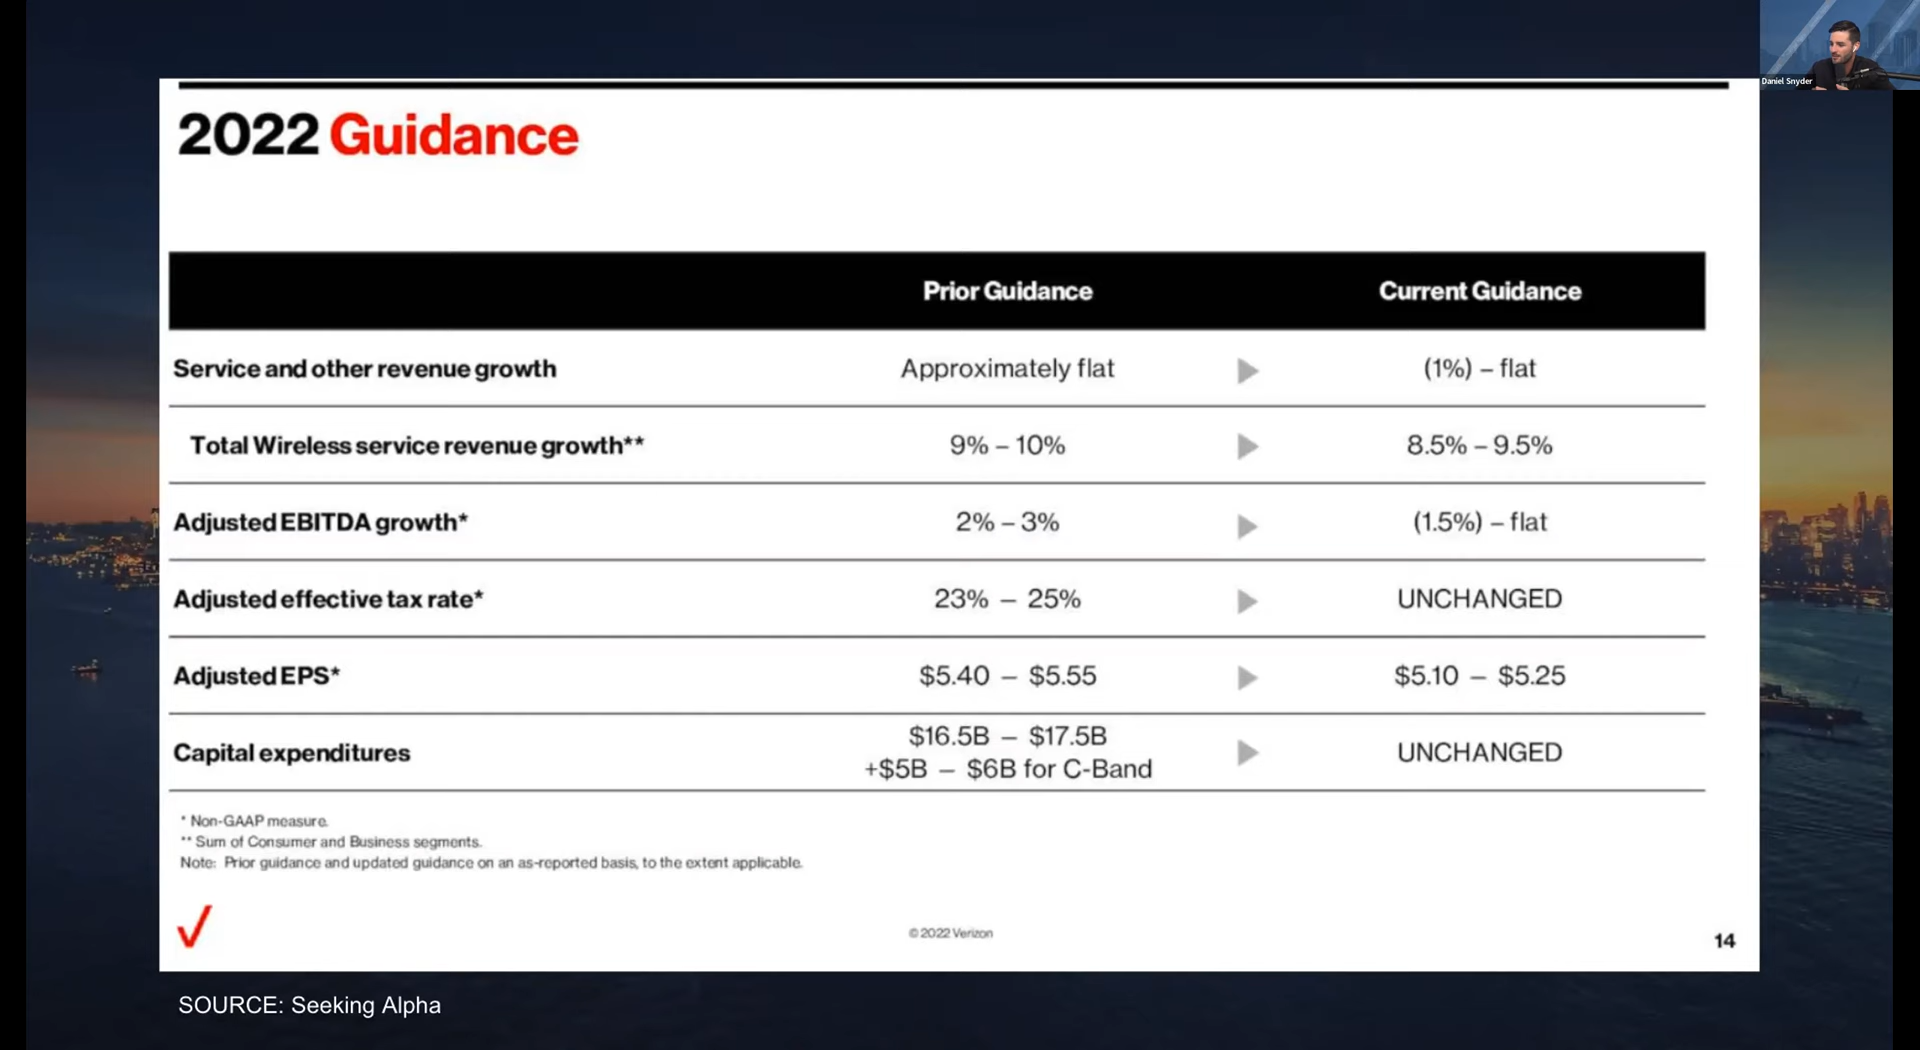 Daniel Snyder
2022 Guidance
Prior Guidance Current Guidance
Service and other revenue growth Approximately flat (1%) – flat
Total Wireless service revenue growth** 9% – 10% 8.5% – 9.5%
Adjusted EBITDA growth* 2% – 3% (1.5%) – flat
Adjusted effective tax rate* 23% – 25% UNCHANGED
Adjusted EPS* $5.40 – $5.55 $5.10 – $5.25
Capital expenditures $16.5B – $17.5B
+$5B – $6B for C-Band UNCHANGED
* Non-GAAP measure.
** Sum of Consumer and Business segments.
Note: Prior guidance and updated guidance on an as-reported basis, to the extent applicable.
© 2022 Verizon
14
SOURCE: Seeking Alpha